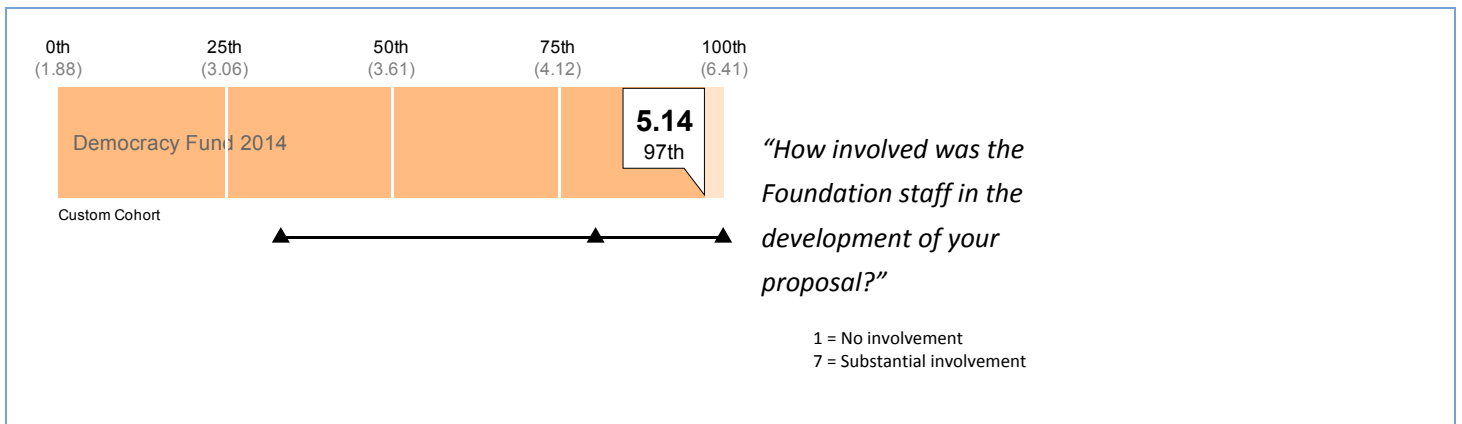 0th 25th 50th 75th 100th
(1.88) (3.06) (3.61) (4.12) (6.41)
Democracy Fund 2014
5.14
97th
Custom Cohort
“How involved was the
Foundation staff in the
development of your
proposal?”
1 = No involvement
7 = Substantial involvement